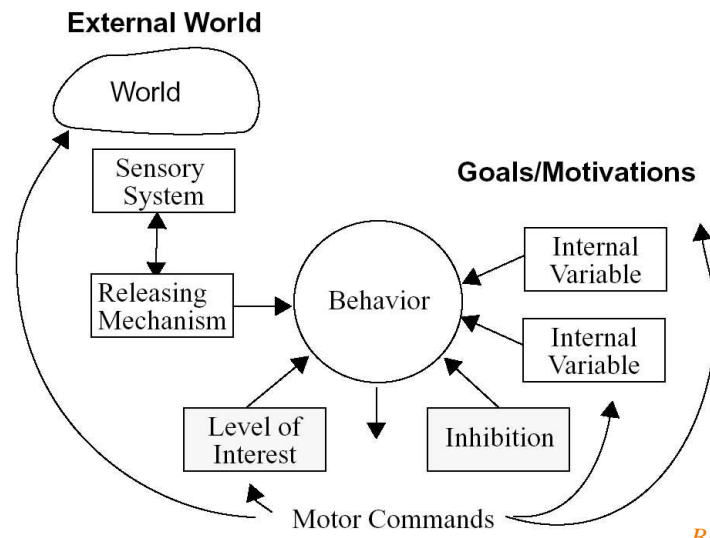 External World
World
Sensory
System
Goals/Motivations
Internal
Variable
Releasing
Mechanism
Behavior
Internal
Variable
Level of
Interest
Inhibition
Motor Commands
B